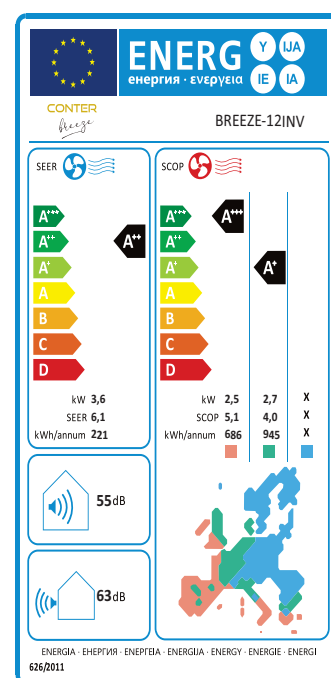 ENERG
енергия · ενεργεια
Y IJA
IE IA
CONTER
breeze
BREEZE-12INV
SEER
A+++
A++
A+
A
B
C
D
A++
kW 3,6
SEER 6,1
kWh/annum 221
SCOP
A+++
A++
A+
A
B
C
D
A+++
A+
kW 2,5 2,7 X
SCOP 5,1 4,0 X
kWh/annum 686 945 X
55dB
63dB
ENERGIA · ЕНЕРГИЯ · ΕΝΕΡΓΕΙΑ · ENERGIJA · ENERGY · ENERGIE · ENERGI
626/2011